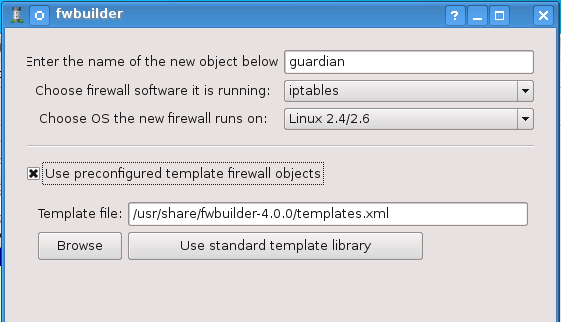 fwbuilder
Enter the name of the new object below guardian
Choose firewall software it is running: iptables
Choose OS the new firewall runs on: Linux 2.4/2.6
Use preconfigured template firewall objects
Template file: /usr/share/fwbuilder-4.0.0/templates.xml
Browse Use standard template library